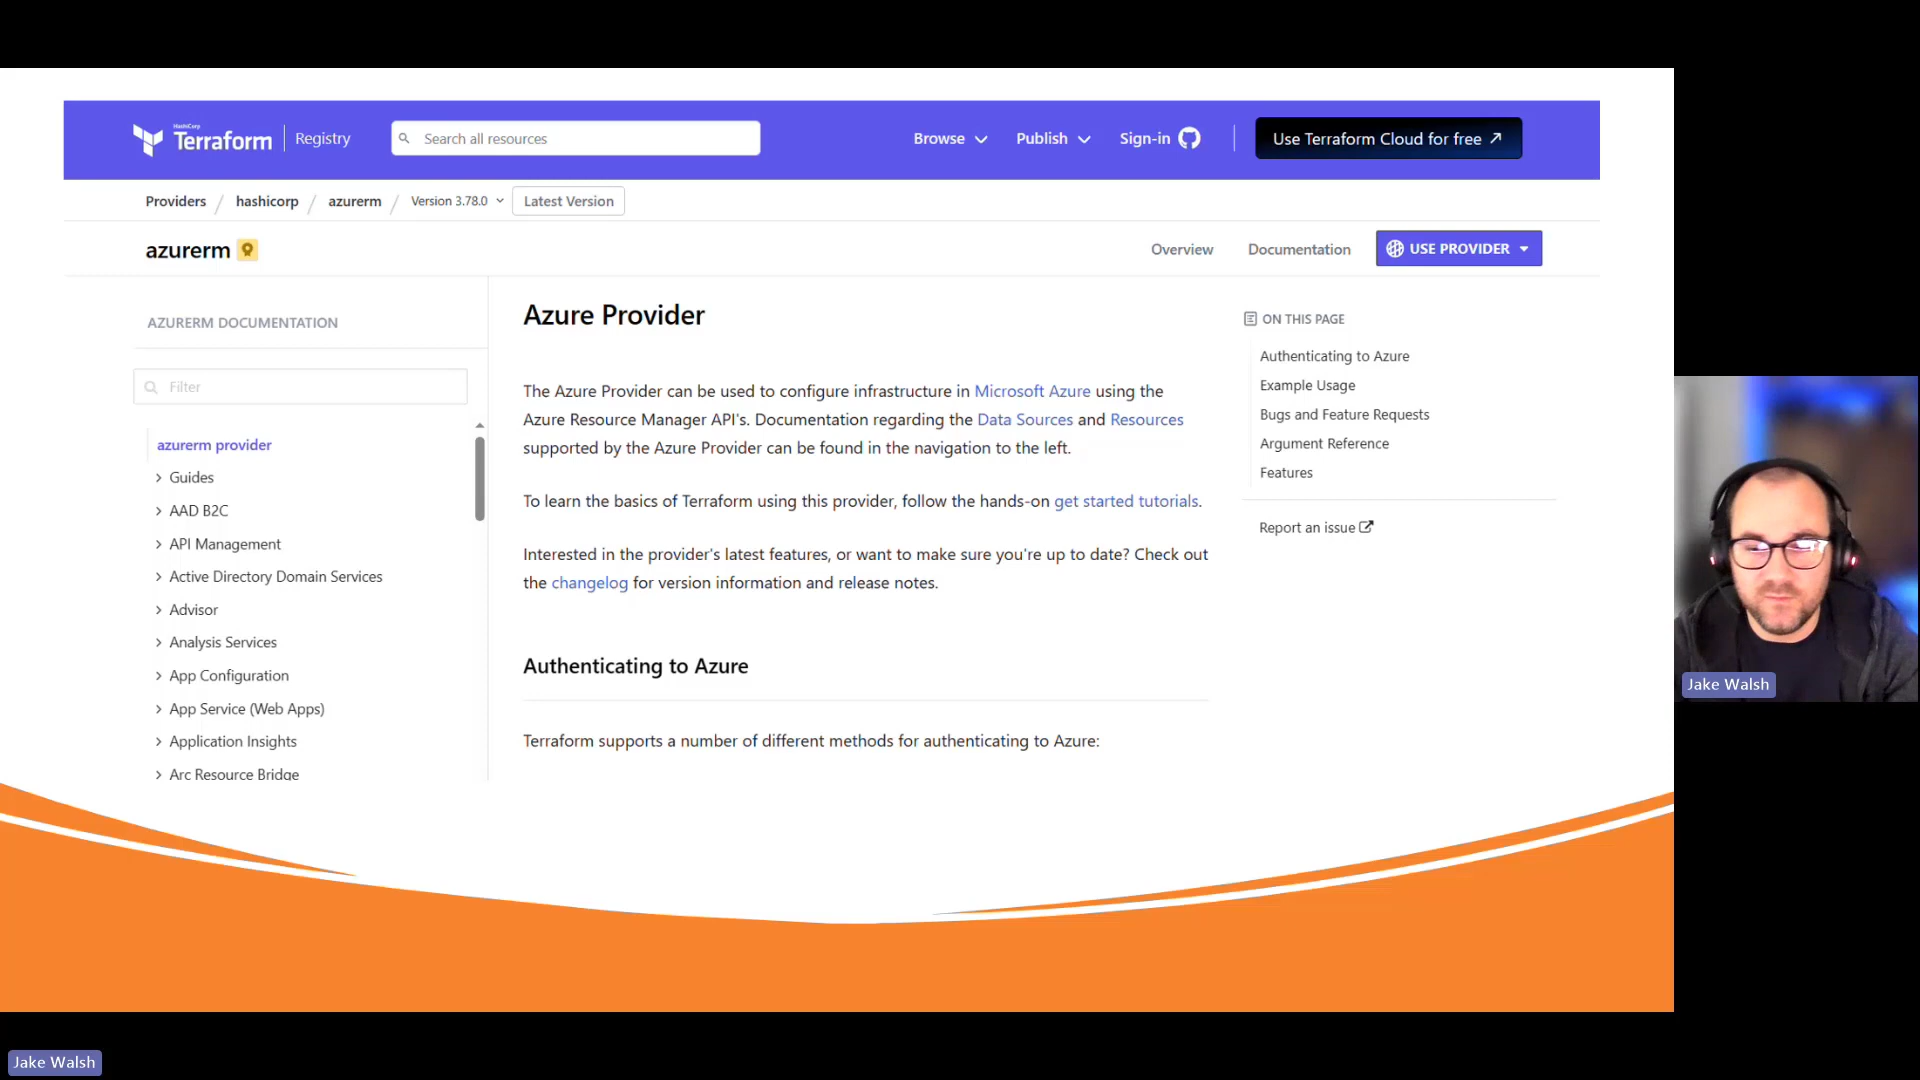 HashiCorp
Terraform Registry
Search all resources
Browse Publish Sign-in Use Terraform Cloud for free
Providers / hashicorp / azurerm / Version 3.78.0 Latest Version
azurerm
Overview Documentation USE PROVIDER
AZURERM DOCUMENTATION
Filter
azurerm provider
Guides
AAD B2C
API Management
Active Directory Domain Services
Advisor
Analysis Services
App Configuration
App Service (Web Apps)
Application Insights
Arc Resource Bridge
Azure Provider
The Azure Provider can be used to configure infrastructure in Microsoft Azure using the
Azure Resource Manager API's. Documentation regarding the Data Sources and Resources
supported by the Azure Provider can be found in the navigation to the left.
To learn the basics of Terraform using this provider, follow the hands-on get started tutorials.
Interested in the provider's latest features, or want to make sure you're up to date? Check out
the changelog for version information and release notes.
Authenticating to Azure
Terraform supports a number of different methods for authenticating to Azure:
ON THIS PAGE
Authenticating to Azure
Example Usage
Bugs and Feature Requests
Argument Reference
Features
Report an issue
Jake Walsh
Jake Walsh